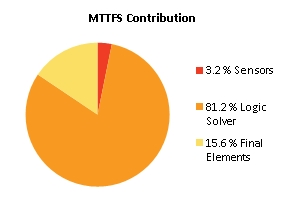 MTTFS Contribution
3.2 % Sensors
81.2 % Logic
Solver
15.6 % Final
Elements